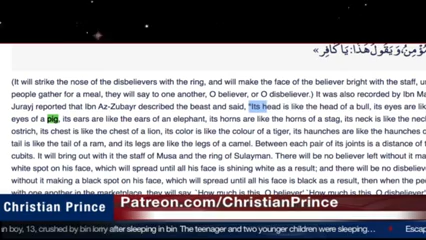 مُؤْمِنُ، وَيَقُولَ هَذَا: يَا كَافِرُ»
(It will strike the nose of the disbelievers with the ring, and will make the face of the believer bright with the staff, un
people gather for a meal, they will say to one another, O believer, or O disbeliever.) It was also recorded by Ibn Ma
Jurayj reported that Ibn Az-Zubayr described the beast and said, "Its head is like the head of a bull, its eyes are like
eyes of a pig, its ears are like the ears of an elephant, its horns are like the horns of a stag, its neck is like the neck
ostrich, its chest is like the chest of a lion, its color is like the colour of a tiger, its haunches are like the haunches
tail is like the tail of a ram, and its legs are like the legs of a camel. Between each pair of its joints is a distance of
cubits. It will bring out with it the staff of Musa and the ring of Sulayman. There will be no believer left without it ma
white spot on his face, which will spread until all his face is shining white as a result; and there will be no disbeliev
without it making a black spot on his face, which will spread until all his face is black as a result, then when the peo
with one another in the marketplace, they will say, `How much is this, O believer' `How much is this, O disbeliever'
Christian Prince
Patreon.com/ChristianPrince
n boy, 13, crushed by bin lorry after sleeping in bin. The teenager and two younger children were sleeping…
Escap